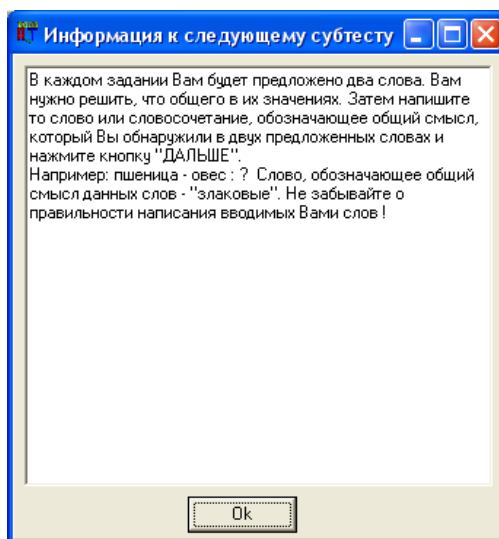 Информация к следующему субтесту
В каждом задании Вам будет предложено два слова. Вам
нужно решить, что общего в их значениях. Затем напишите
то слово или словосочетание, обозначающее общий смысл,
который Вы обнаружили в двух предложенных словах и
нажмите кнопку "ДАЛЬШЕ".
Например: пшеница - овес : ? Слово, обозначающее общий
смысл данных слов - "злаковые". Не забывайте о
правильности написания вводимых Вами слов !
Ok